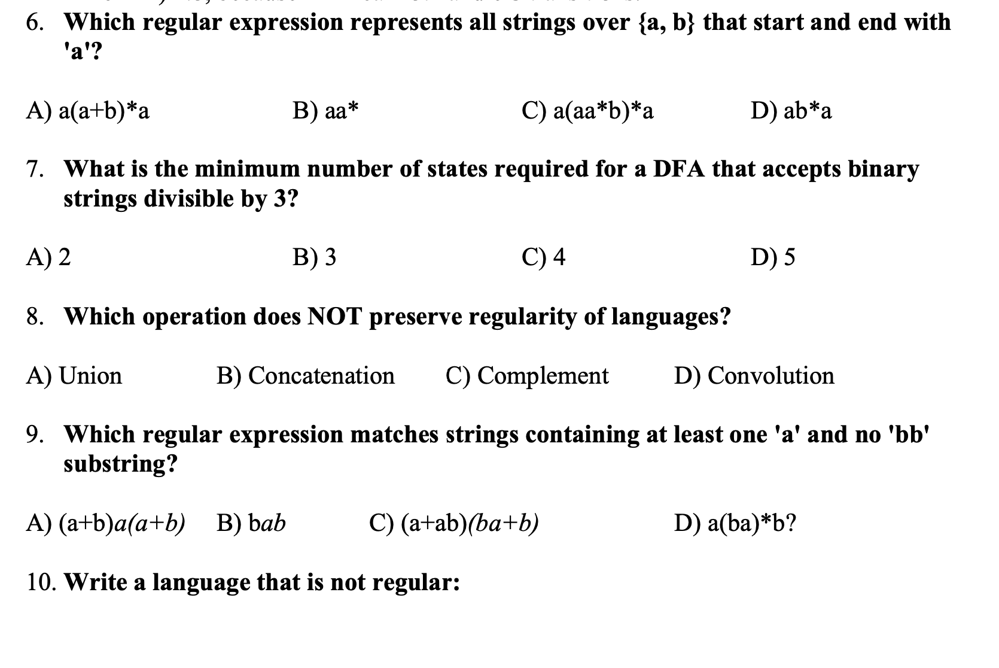 6. Which regular expression represents all strings over {a, b} that start and end with
'a'?
A) a(a+b)*a B) aa* C) a(aa*b)*a D) ab*a
7. What is the minimum number of states required for a DFA that accepts binary
strings divisible by 3?
A) 2 B) 3 C) 4 D) 5
8. Which operation does NOT preserve regularity of languages?
A) Union B) Concatenation C) Complement D) Convolution
9. Which regular expression matches strings containing at least one 'a' and no 'bb'
substring?
A) (a+b)a(a+b) B) bab C) (a+ab)(ba+b) D) a(ba)*b?
10. Write a language that is not regular: